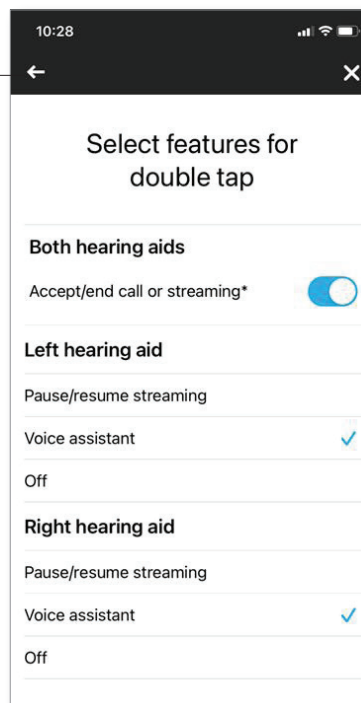 10:28
Select features for
double tap
Both hearing aids
Accept/end call or streaming*
Left hearing aid
Pause/resume streaming
Voice assistant
Off
Right hearing aid
Pause/resume streaming
Voice assistant
Off